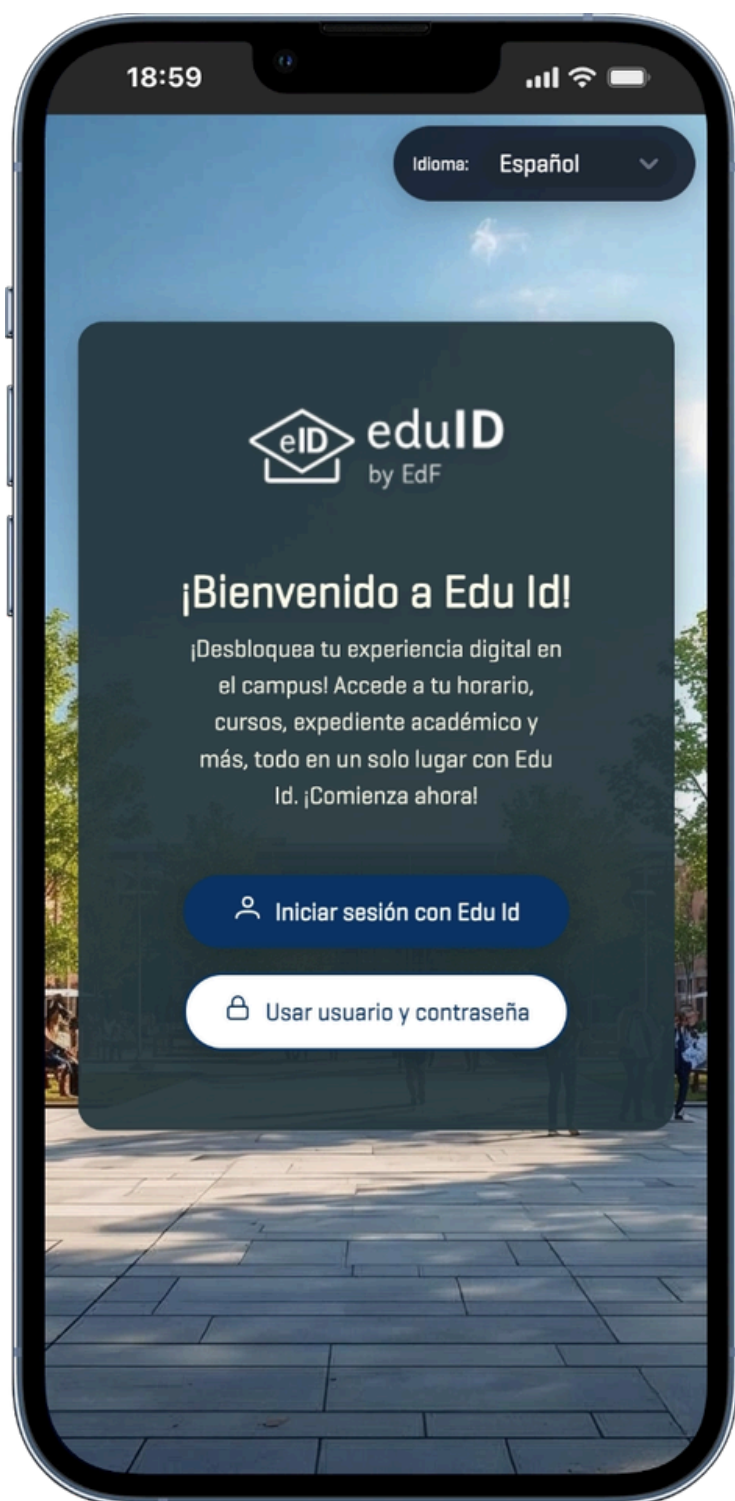 18:59
Idioma: Español
eID eduID
by EdF
¡Bienvenido a Edu Id!
¡Desbloquea tu experiencia digital en
el campus! Accede a tu horario,
cursos, expediente académico y
más, todo en un solo lugar con Edu
Id. ¡Comienza ahora!
Iniciar sesión con Edu Id
Usar usuario y contraseña